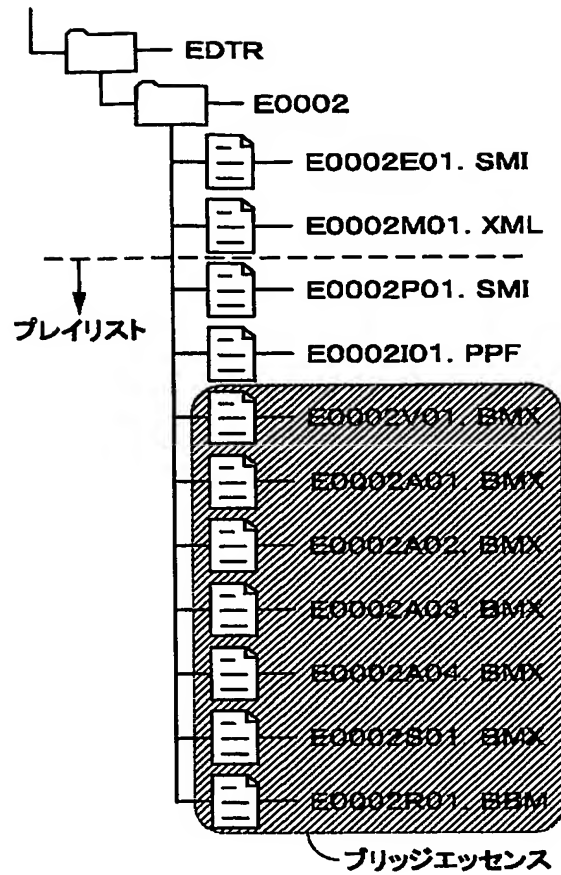 EDTR
E0002
E0002E01. SMI
E0002M01. XML
E0002P01. SMI
プレイリスト
E0002I01. PPF
E0002V01. BMX
E0002A01. BMX
E0002A02. BMX
E0002A03. BMX
E0002A04. BMX
E0002S01. BMX
E0002R01. BBM
ブリッジエッセンス